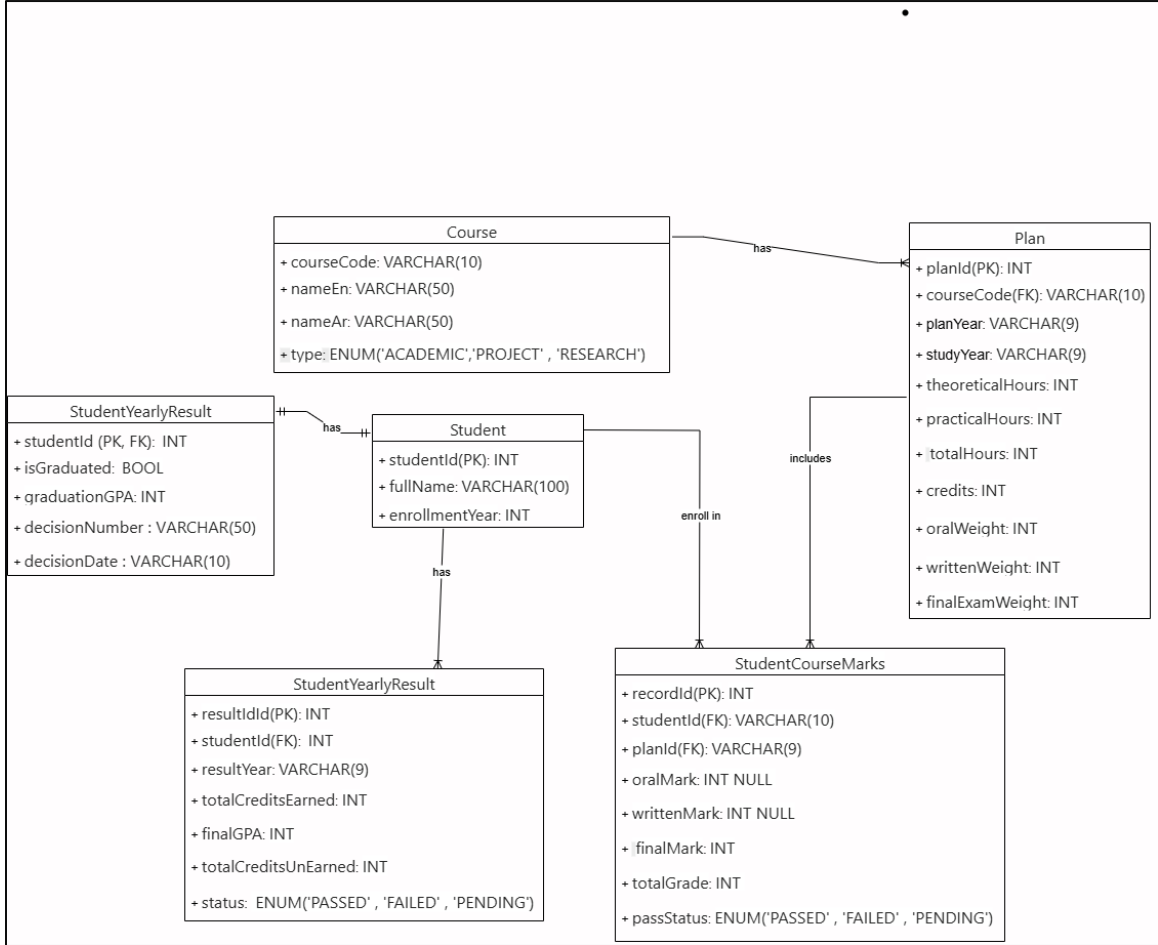 Course
+ courseCode: VARCHAR(10)
+ nameEn: VARCHAR(50)
+ nameAr: VARCHAR(50)
+ type: ENUM('ACADEMIC','PROJECT' , 'RESEARCH')
has
Plan
+ planId(PK): INT
+ courseCode(FK): VARCHAR(10)
+ planYear: VARCHAR(9)
+ studyYear: VARCHAR(9)
+ theoreticalHours: INT
+ practicalHours: INT
+ totalHours: INT
+ credits: INT
+ oralWeight: INT
+ writtenWeight: INT
+ finalExamWeight: INT
StudentYearlyResult
+ studentId (PK, FK): INT
+ isGraduated: BOOL
+ graduationGPA: INT
+ decisionNumber : VARCHAR(50)
+ decisionDate : VARCHAR(10)
has
Student
+ studentId(PK): INT
+ fullName: VARCHAR(100)
+ enrollmentYear: INT
enroll in
includes
has
StudentYearlyResult
+ resultIdId(PK): INT
+ studentId(FK): INT
+ resultYear: VARCHAR(9)
+ totalCreditsEarned: INT
+ finalGPA: INT
+ totalCreditsUnEarned: INT
+ status: ENUM('PASSED' , 'FAILED' , 'PENDING')
StudentCourseMarks
+ recordId(PK): INT
+ studentId(FK): VARCHAR(10)
+ planId(FK): VARCHAR(9)
+ oralMark: INT NULL
+ writtenMark: INT NULL
+ finalMark: INT
+ totalGrade: INT
+ passStatus: ENUM('PASSED' , 'FAILED' , 'PENDING')